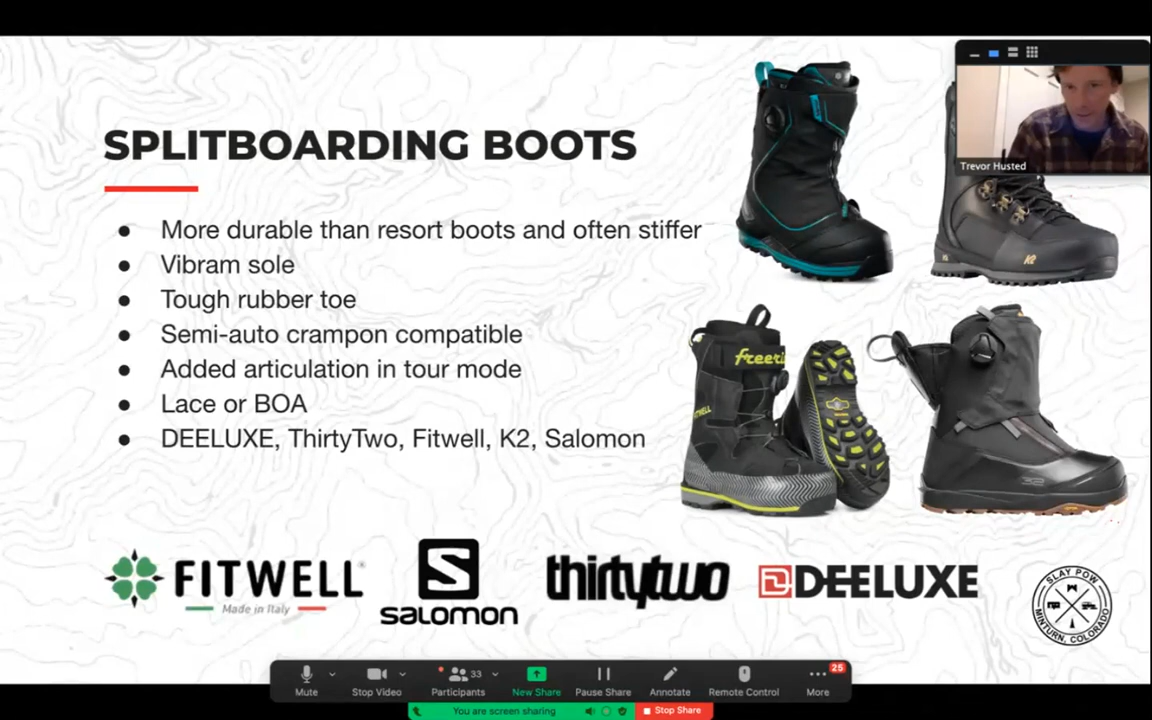 Trevor Husted
SPLITBOARDING BOOTS
● More durable than resort boots and often stiffer
● Vibram sole
● Tough rubber toe
● Semi-auto crampon compatible
● Added articulation in tour mode
● Lace or BOA
● DEELUXE, ThirtyTwo, Fitwell, K2, Salomon
K2
FITWELL
FITWELL®
Made in Italy
S
SALOMON
thirtytwo
DEELUXE
SLAY POW
MINTURN, COLORADO
33
25
Mute
Stop Video
Participants
New Share
Pause Share
Annotate
Remote Control
More
You are screen sharing
Stop Share